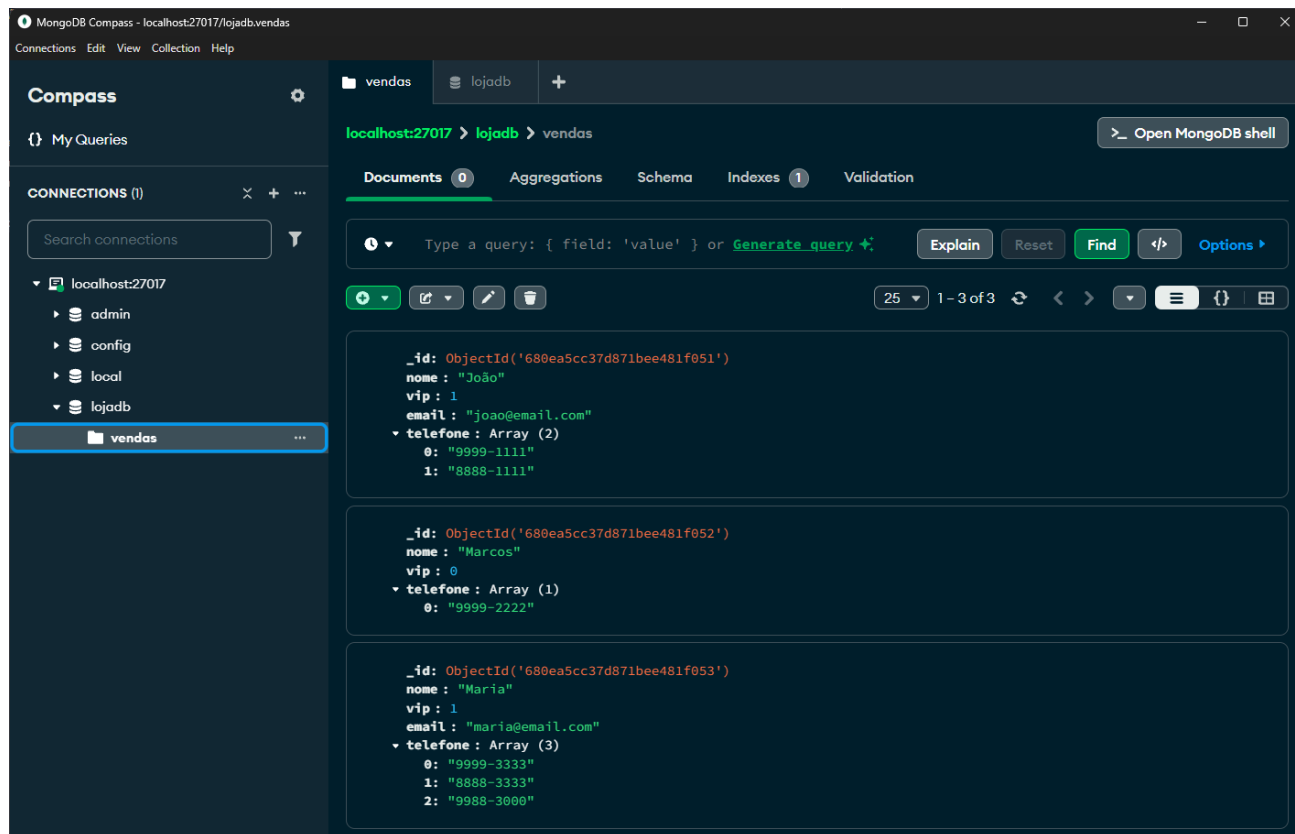 MongoDB Compass - localhost:27017/lojadb.vendas
Connections Edit View Collection Help
Compass
{} My Queries
CONNECTIONS (1)
Search connections
localhost:27017
admin
config
local
lojadb
vendas
vendas lojadb
localhost:27017 > lojadb > vendas
>_ Open MongoDB shell
Documents 0 Aggregations Schema Indexes 1 Validation
Type a query: { field: 'value' } or Generate query
Explain Reset Find </> Options
25 1 – 3 of 3 {}
_id: ObjectId('680ea5cc37d871bee481f051')
nome : "João"
vip : 1
email : "joao@email.com"
telefone : Array (2)
0: "9999-1111"
1: "8888-1111"
_id: ObjectId('680ea5cc37d871bee481f052')
nome : "Marcos"
vip : 0
telefone : Array (1)
0: "9999-2222"
_id: ObjectId('680ea5cc37d871bee481f053')
nome : "Maria"
vip : 1
email : "maria@email.com"
telefone : Array (3)
0: "9999-3333"
1: "8888-3333"
2: "9988-3000"